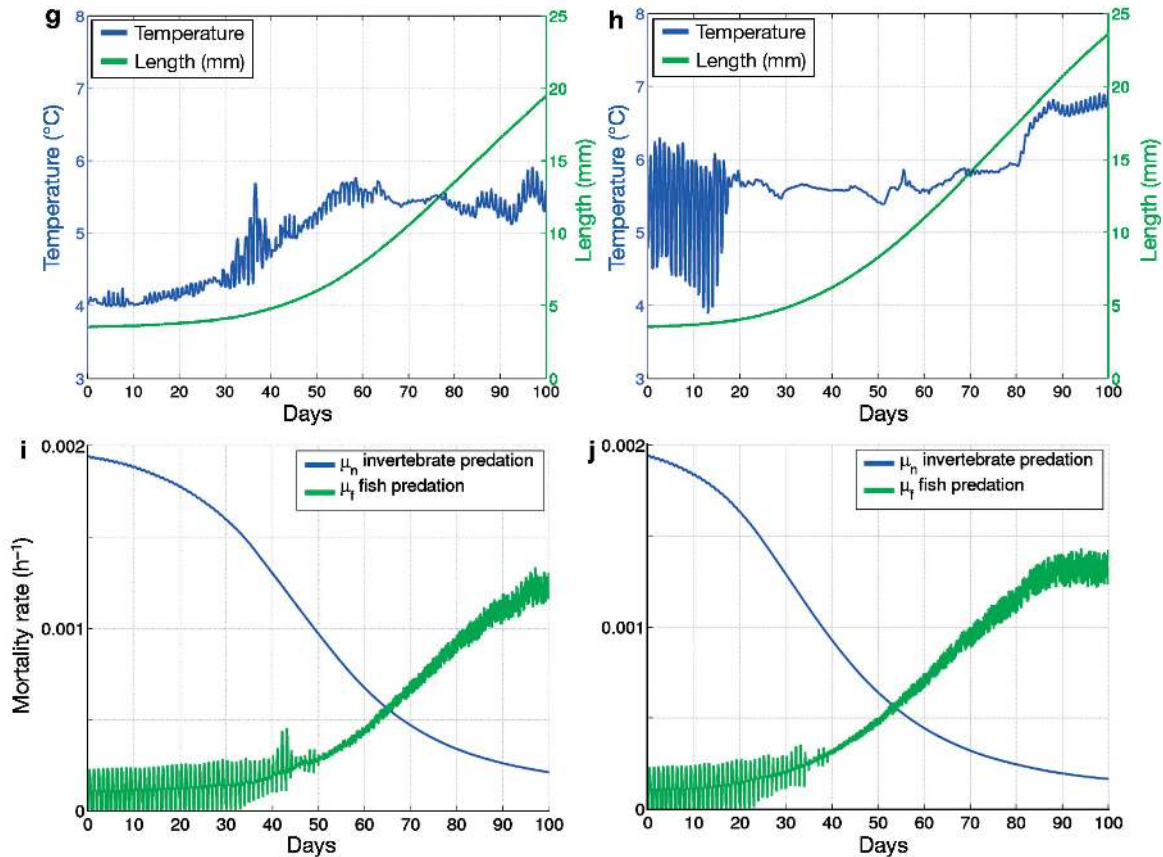 g
8
7
6
5
4
3
Temperature (°C)
Temperature
Length (mm)
25
20
15
10
5
0
Length (mm)
0 10 20 30 40 50 60 70 80 90 100
Days
h
8
7
6
5
4
3
Temperature (°C)
Temperature
Length (mm)
25
20
15
10
5
0
Length (mm)
0 10 20 30 40 50 60 70 80 90 100
Days
i
0.002
0.001
0
Mortality rate (h⁻¹)
μn invertebrate predation
μf fish predation
0 10 20 30 40 50 60 70 80 90 100
Days
j
0.002
0.001
0
μn invertebrate predation
μf fish predation
0 10 20 30 40 50 60 70 80 90 100
Days